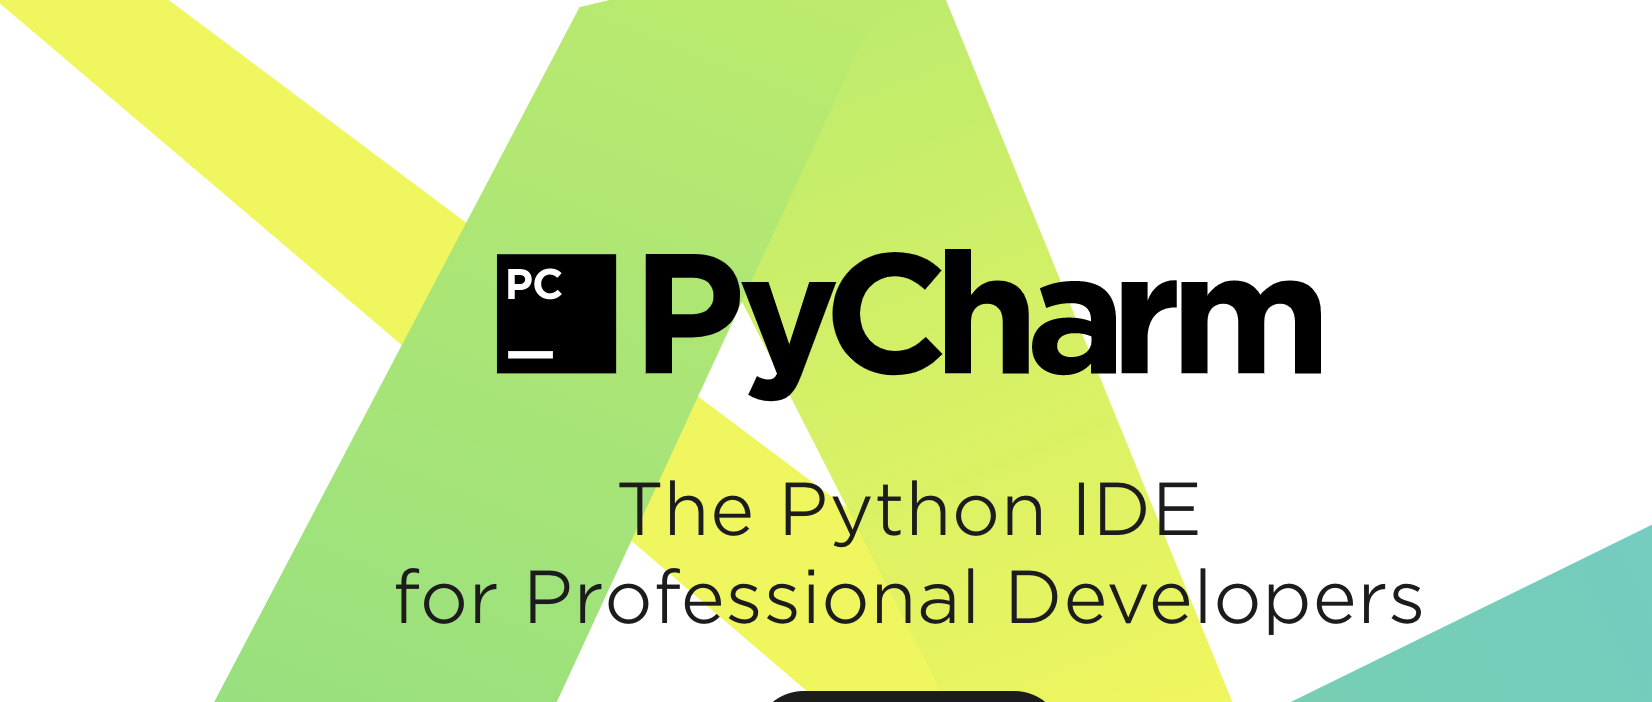 PC
PyCharm
The Python IDE
for Professional Developers